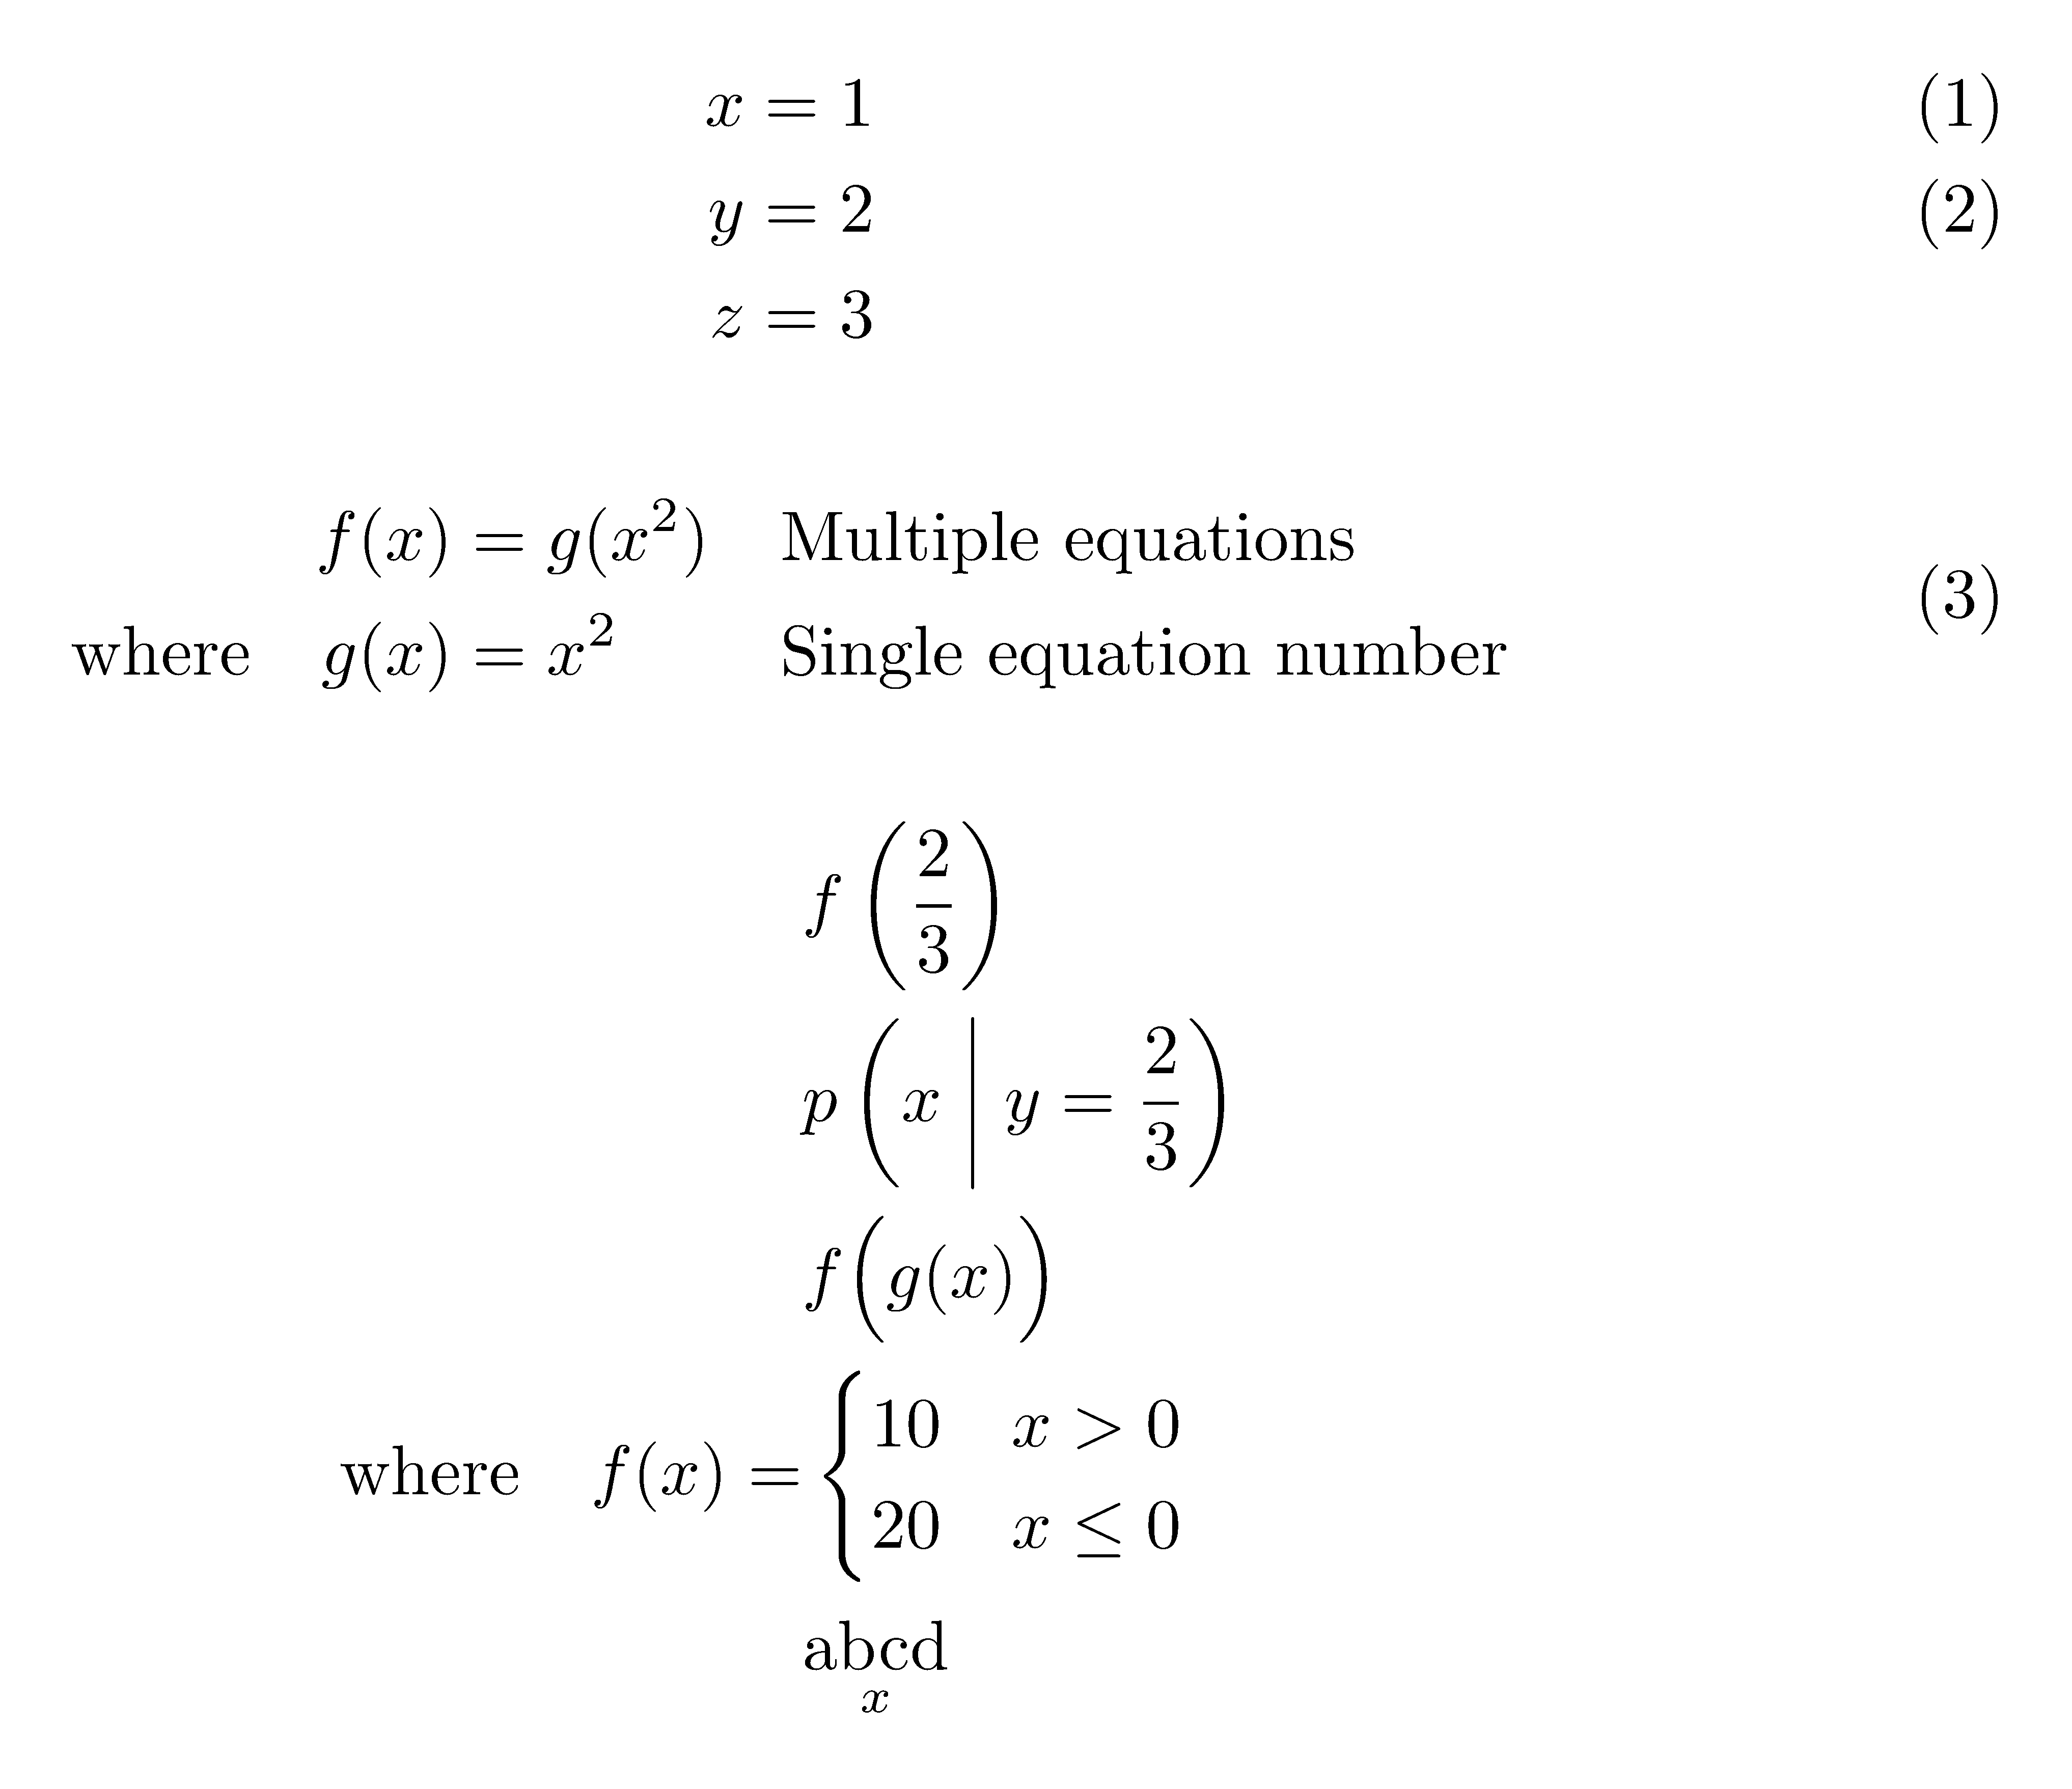 x = 1 (1)
y = 2 (2)
z = 3
f(x) = g(x²) Multiple equations
(3)
where g(x) = x² Single equation number
f(2/3)
p(x | y = 2/3)
f(g(x))
where f(x) = { 10 x > 0
20 x ≤ 0
abcd
x